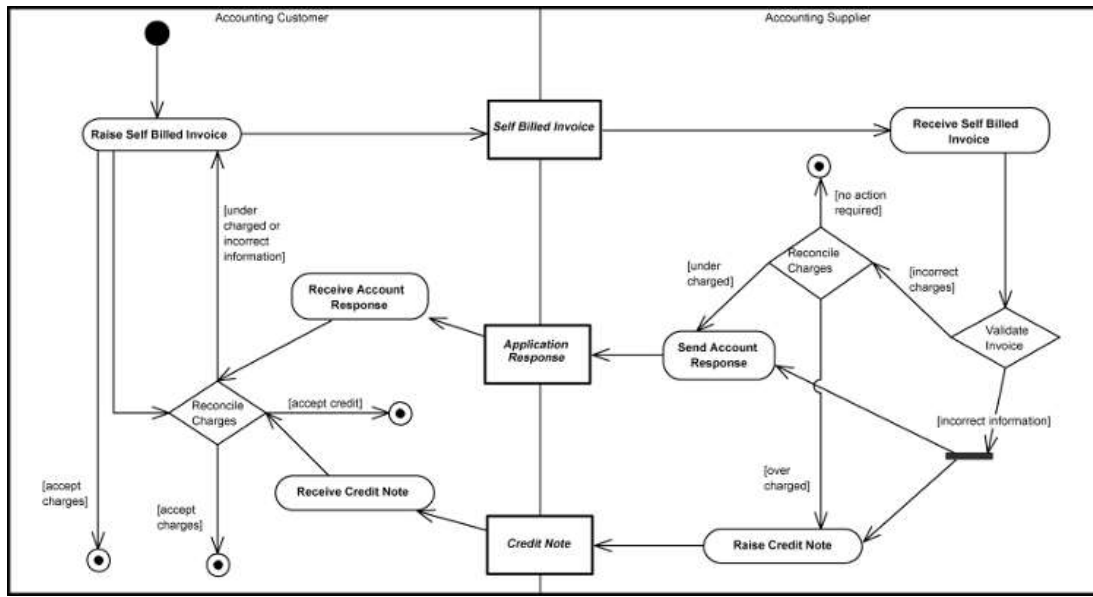 Accounting Customer
Accounting Supplier
Raise Self Billed Invoice
Self Billed Invoice
Receive Self Billed
Invoice
[no action
required]
[under
charged or
incorrect
information]
Reconcile
Charges
[under
charged]
[incorrect
charges]
Receive Account
Response
Application
Response
Send Account
Response
Validate
Invoice
Reconcile
Charges
[accept credit]
[incorrect information]
[over
charged]
[accept
charges]
Receive Credit Note
[accept
charges]
Credit Note
Raise Credit Note